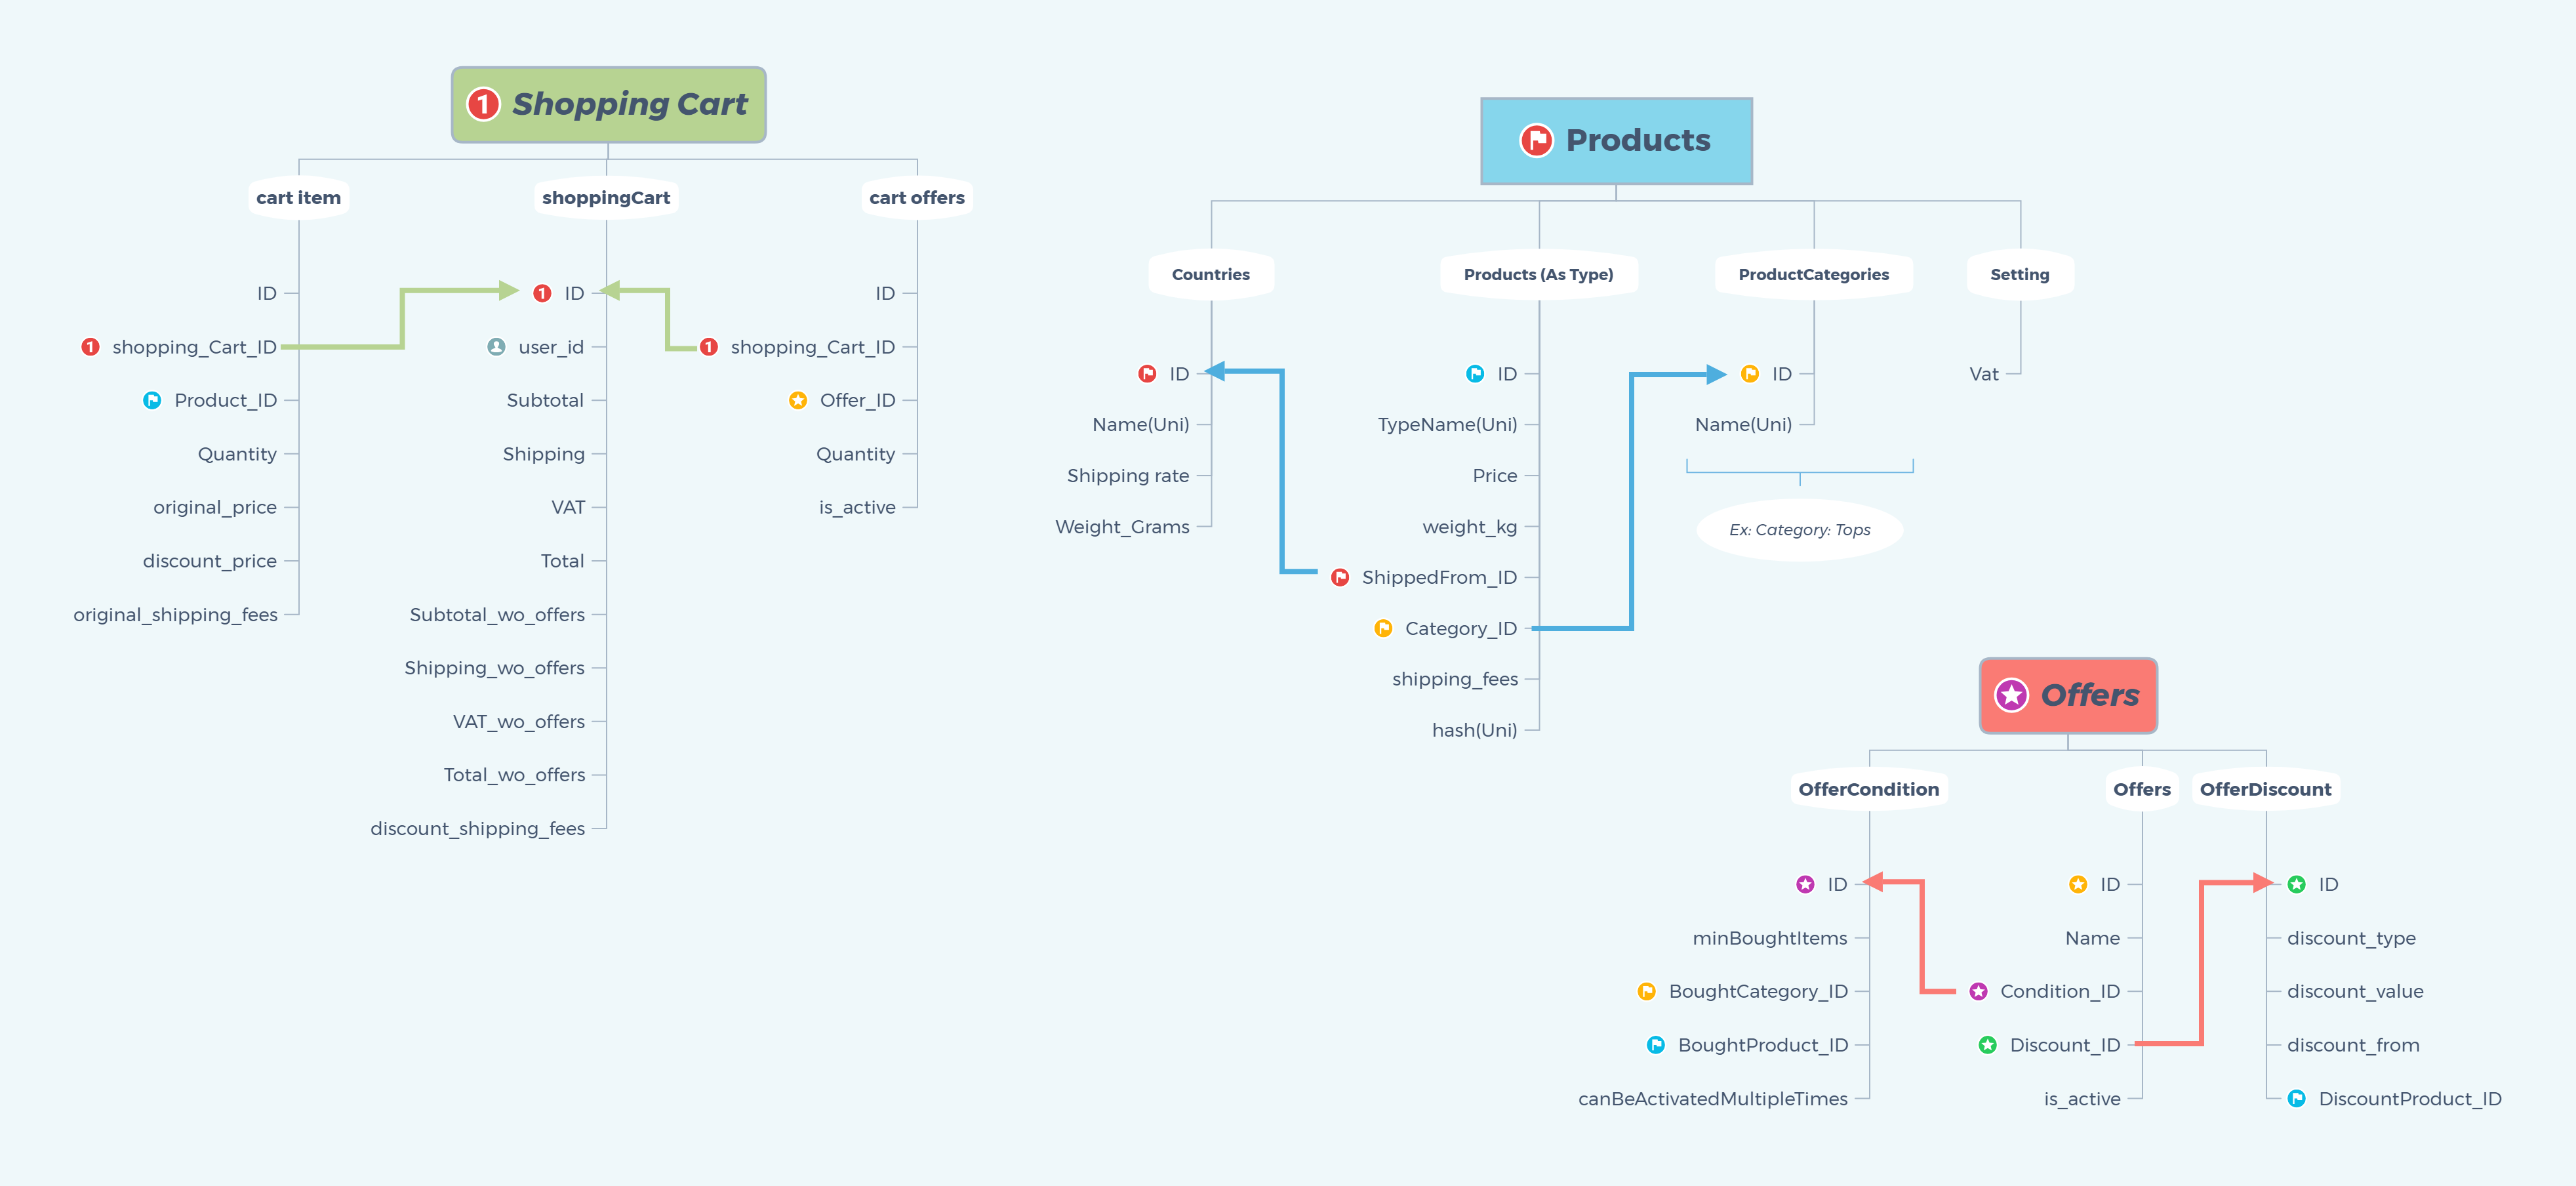 1 Shopping Cart
cart item
ID
1 shopping_Cart_ID
Product_ID
Quantity
original_price
discount_price
original_shipping_fees
shoppingCart
1 ID
user_id
Subtotal
Shipping
VAT
Total
Subtotal_wo_offers
Shipping_wo_offers
VAT_wo_offers
Total_wo_offers
discount_shipping_fees
cart offers
ID
1 shopping_Cart_ID
Offer_ID
Quantity
is_active
Products
Countries
ID
Name(Uni)
Shipping rate
Weight_Grams
Products (As Type)
ID
TypeName(Uni)
Price
weight_kg
ShippedFrom_ID
Category_ID
shipping_fees
hash(Uni)
ProductCategories
ID
Name(Uni)
Ex: Category: Tops
Setting
Vat
Offers
OfferCondition
ID
minBoughtItems
BoughtCategory_ID
BoughtProduct_ID
canBeActivatedMultipleTimes
Offers
ID
Name
Condition_ID
Discount_ID
is_active
OfferDiscount
ID
discount_type
discount_value
discount_from
DiscountProduct_ID